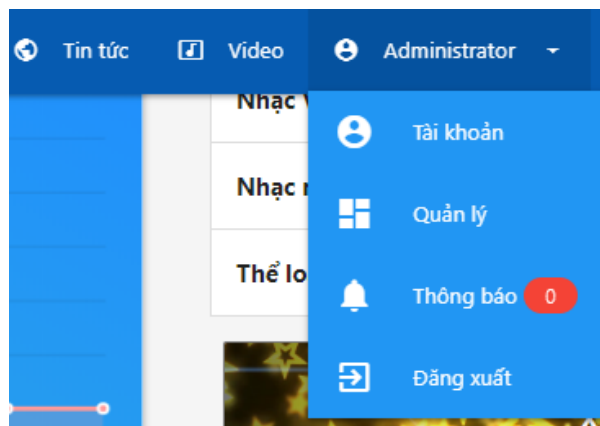 Tin tức Video Administrator
Nhạc
Tài khoản
Nhạc
Quản lý
Thể lo
Thông báo 0
Đăng xuất